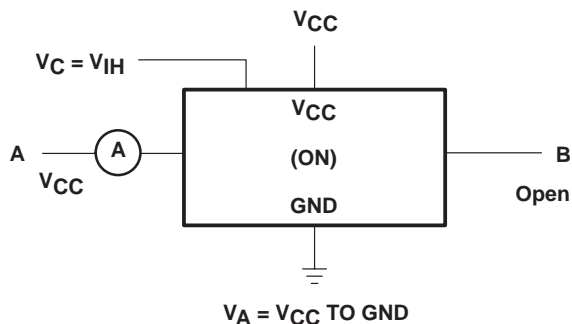 VCC
VC = VIH
VCC
A
A
(ON)
B
VCC
GND
Open
VA = VCC TO GND